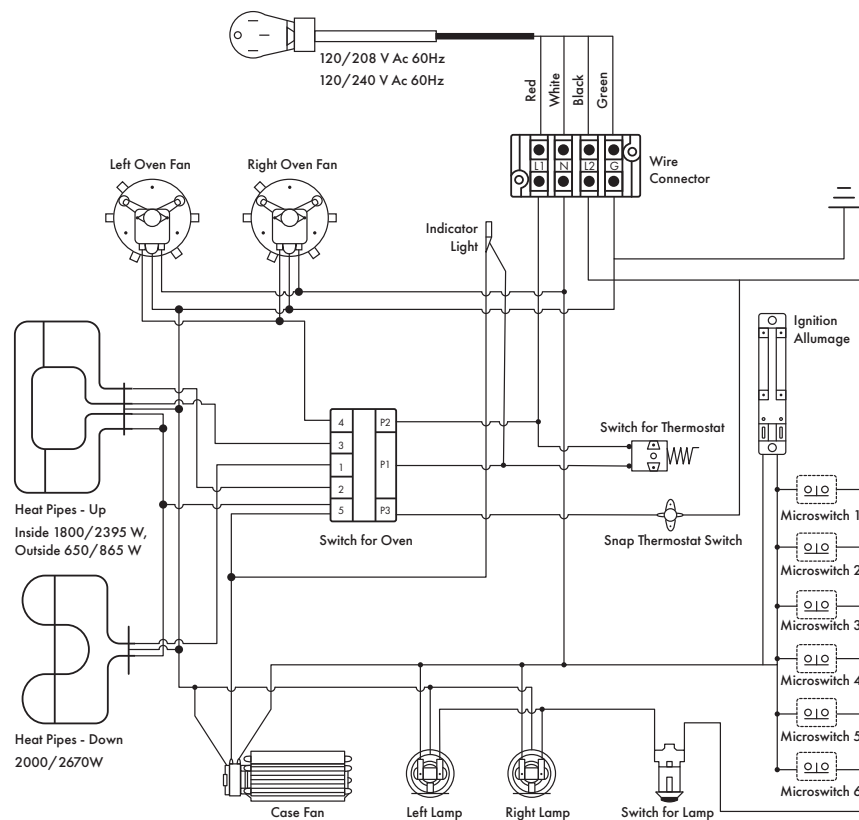 120/208 V Ac 60Hz
120/240 V Ac 60Hz
Red
White
Black
Green
L1
N
L2
G
Wire
Connector
Left Oven Fan
Right Oven Fan
Indicator
Light
Ignition
Allumage
4
3
1
2
5
P2
P1
P3
Switch for Oven
Switch for Thermostat
Snap Thermostat Switch
Heat Pipes - Up
Inside 1800/2395 W,
Outside 650/865 W
Microswitch 1
Microswitch 2
Microswitch 3
Microswitch 4
Microswitch 5
Microswitch 6
Heat Pipes - Down
2000/2670W
Case Fan
Left Lamp
Right Lamp
Switch for Lamp